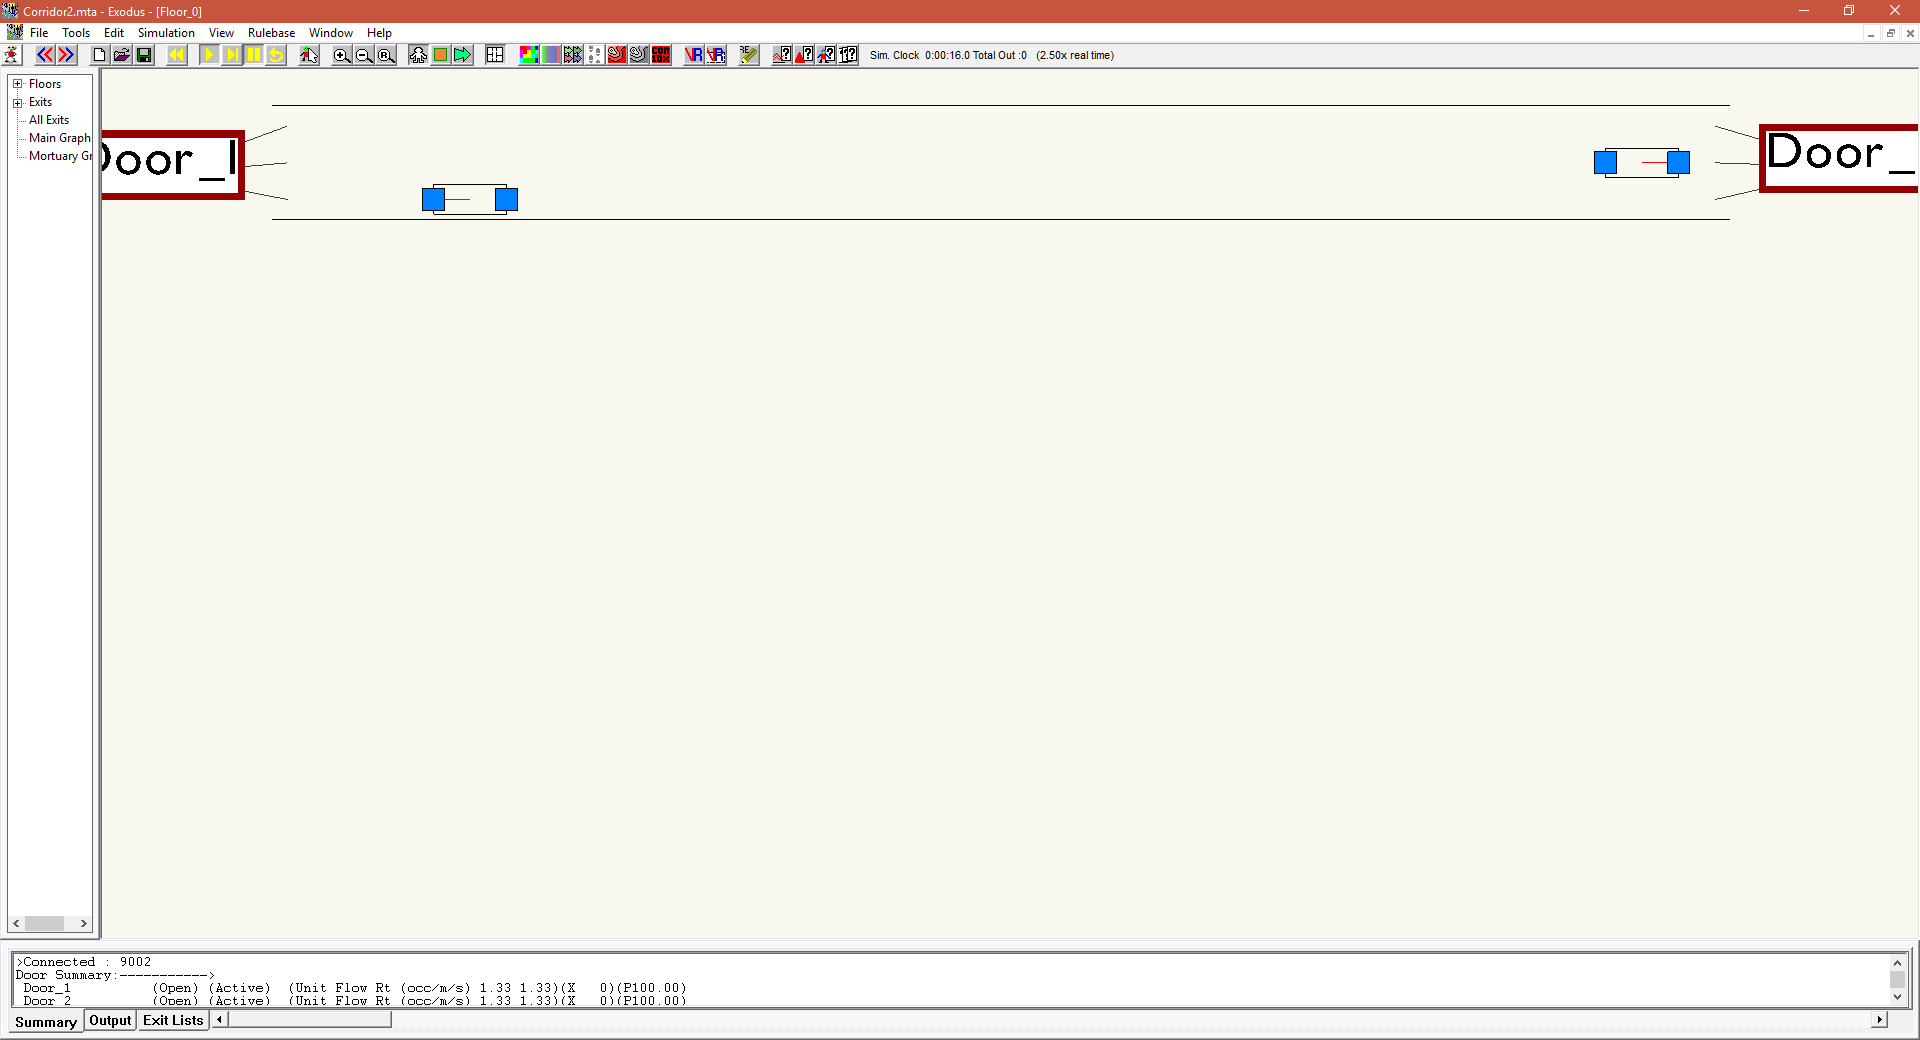 Corridor2.mta - Exodus - [Floor_0]
File Tools Edit Simulation View Rulebase Window Help
Sim. Clock 0:00:16.0 Total Out :0 (2.50x real time)
Floors
Exits
All Exits
Main Graph
Mortuary Gr
Door_
>Connected : 9002
Door Summary:----------->
Door_1 (Open) (Active) (Unit Flow Rt (occ/m/s) 1.33 1.33)(X 0)(P100.00)
Door_2 (Open) (Active) (Unit Flow Rt (occ/m/s) 1.33 1.33)(X 0)(P100.00)
Summary Output Exit Lists